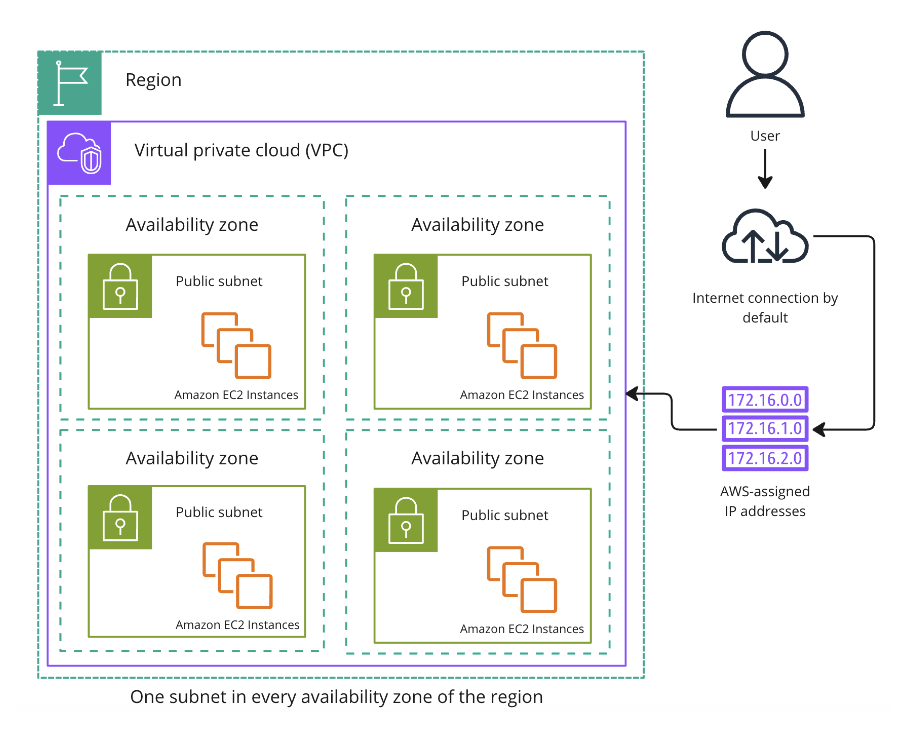 Region
Virtual private cloud (VPC)
Availability zone
Public subnet
Amazon EC2 Instances
Availability zone
Public subnet
Amazon EC2 Instances
Availability zone
Public subnet
Amazon EC2 Instances
Availability zone
Public subnet
Amazon EC2 Instances
One subnet in every availability zone of the region
User
Internet connection by
default
172.16.0.0
172.16.1.0
172.16.2.0
AWS-assigned
IP addresses